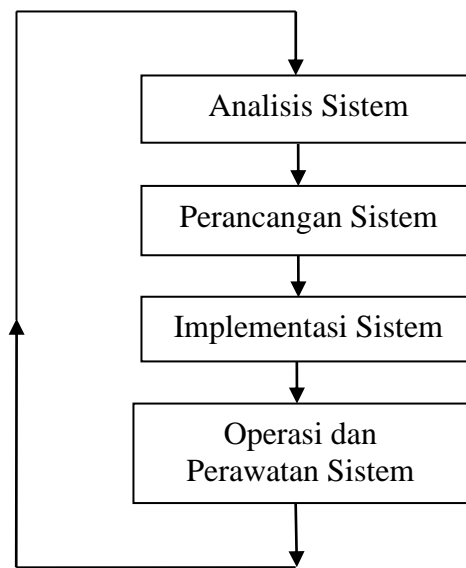 Analisis Sistem
Perancangan Sistem
Implementasi Sistem
Operasi dan
Perawatan Sistem